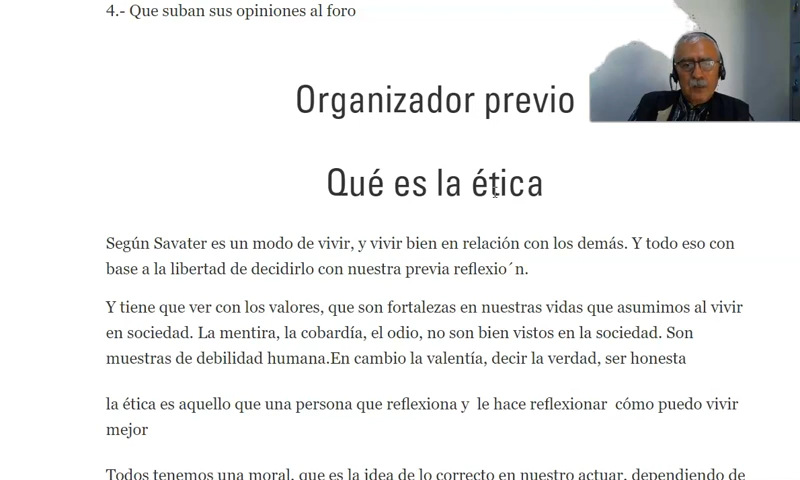 4.- Que suban sus opiniones al foro
Organizador previo
Qué es la ética
Según Savater es un modo de vivir, y vivir bien en relación con los demás. Y todo eso con
base a la libertad de decidirlo con nuestra previa reflexio´n.
Y tiene que ver con los valores, que son fortalezas en nuestras vidas que asumimos al vivir
en sociedad. La mentira, la cobardía, el odio, no son bien vistos en la sociedad. Son
muestras de debilidad humana.En cambio la valentía, decir la verdad, ser honesta
la ética es aquello que una persona que reflexiona y  le hace reflexionar  cómo puedo vivir
mejor
Todos tenemos una moral, que es la idea de lo correcto en nuestro actuar, dependiendo de